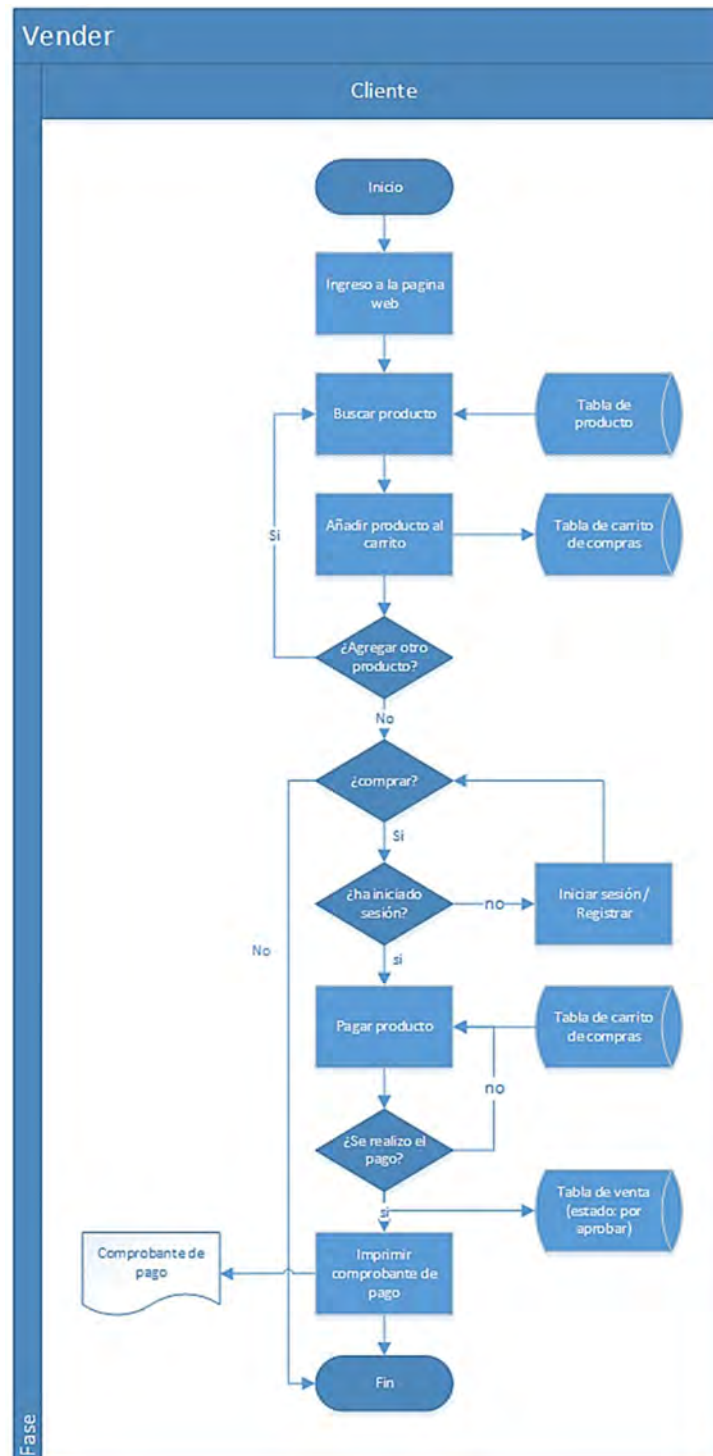 Vender
Cliente
Inicio
Ingreso a la pagina
web
Buscar producto
Tabla de
producto
Añadir producto al
carrito
Tabla de carrito
de compras
Si
¿Agregar otro
producto?
No
¿comprar?
Si
¿ha iniciado
sesión?
no
Iniciar sesión /
Registrar
No
si
Pagar producto
Tabla de carrito
de compras
no
¿Se realizo el
pago?
si
Tabla de venta
(estado: por
aprobar)
Comprobante de
pago
Imprimir
comprobante de
pago
Fin
Fase